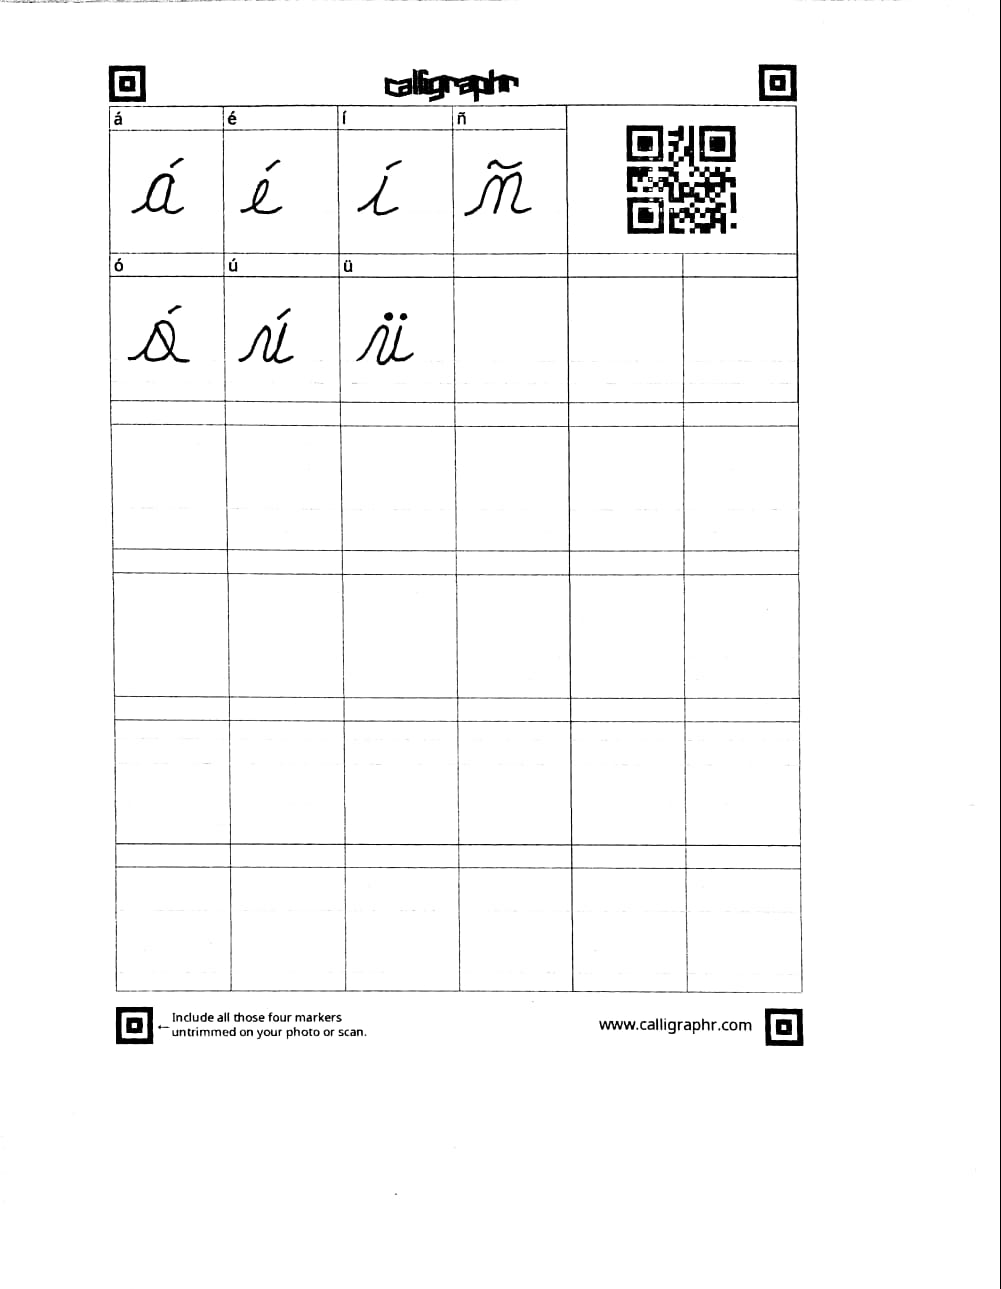 calligraphr
á é í ñ
á é í ñ
ó ú ü
ó ú ü
← Include all those four markers
untrimmed on your photo or scan.
www.calligraphr.com